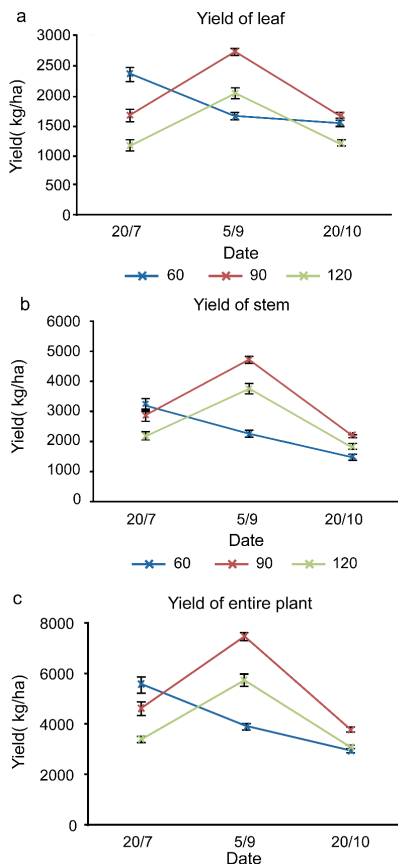 a
Yield of leaf
3000
2500
2000
1500
1000
500
0
Yield( kg/ha)
20/7 5/9 20/10
Date
60 90 120
b
Yield of stem
6000
5000
4000
3000
2000
1000
0
Yield( kg/ha)
20/7 5/9 20/10
Date
60 90 120
c
Yield of entire plant
8000
6000
4000
2000
0
Yield( kg/ha)
20/7 5/9 20/10
Date